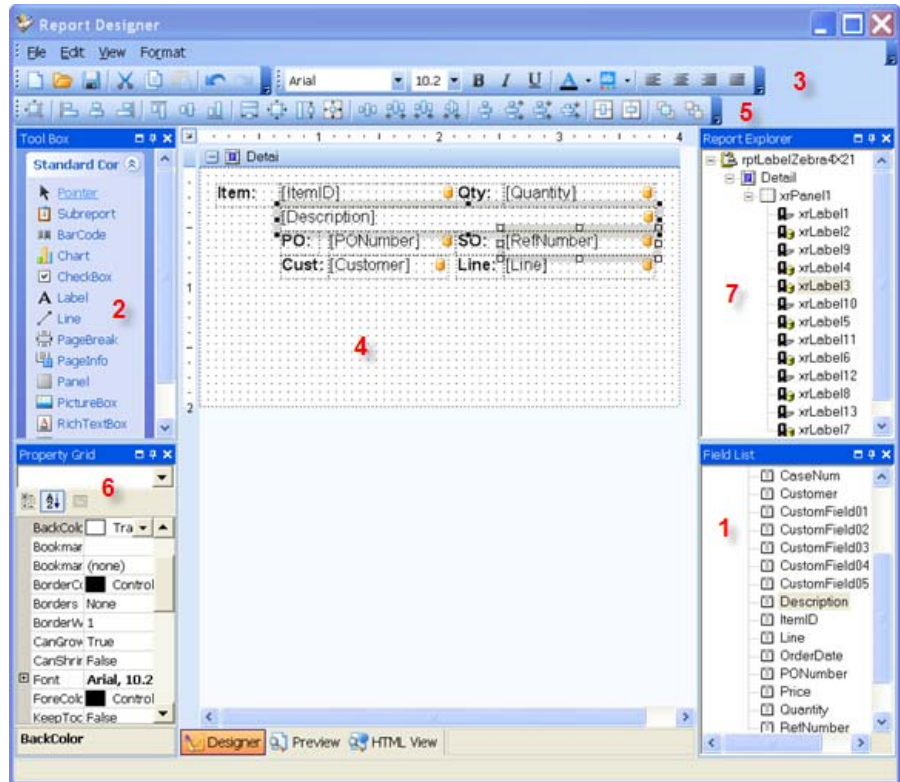 Report Designer
File Edit View Format
Arial 10.2 B I U A 3
5
Tool Box
Standard Cor
Pointer
Subreport
BarCode
Chart
CheckBox
Label
Line
PageBreak
PageInfo
Panel
PictureBox
RichTextBox
2
Property Grid
6
BackColc Tra
Bookmar
Bookmar (none)
BorderCc Control
Borders None
BorderW 1
CanGrow True
CanShrir False
Font Arial, 10.2
ForeColc Control
KeepToc False
BackColor
1 2 3 4
Detai
Item: [ItemID] Qty: [Quantity]
[Description]
PO: [PONumber] SO: [RefNumber]
Cust: [Customer] Line: [Line]
1
4
2
Designer Preview HTML View
Report Explorer
rptLabelZebra4X21
Detail
xrPanel1
xrLabel1
xrLabel2
xrLabel9
xrLabel4
xrLabel3
xrLabel10
xrLabel5
xrLabel11
xrLabel6
xrLabel12
xrLabel8
xrLabel13
xrLabel7
7
Field List
1
CaseNum
Customer
CustomField01
CustomField02
CustomField03
CustomField04
CustomField05
Description
ItemID
Line
OrderDate
PONumber
Price
Quantity
RefNumber